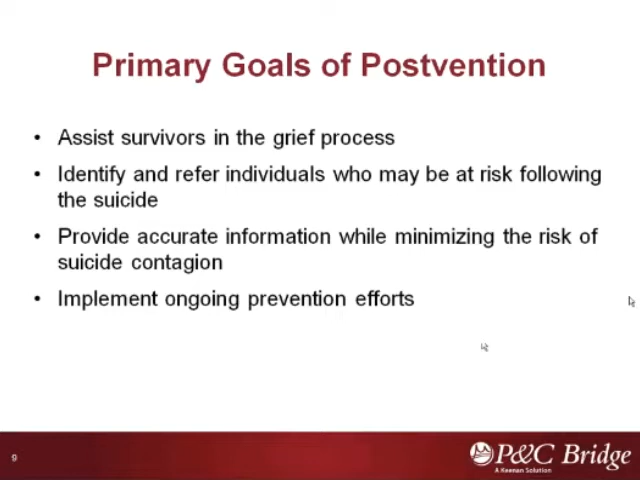 Primary Goals of Postvention
• Assist survivors in the grief process
• Identify and refer individuals who may be at risk following
the suicide
• Provide accurate information while minimizing the risk of
suicide contagion
• Implement ongoing prevention efforts
9
P&C Bridge
A Keenan Solution